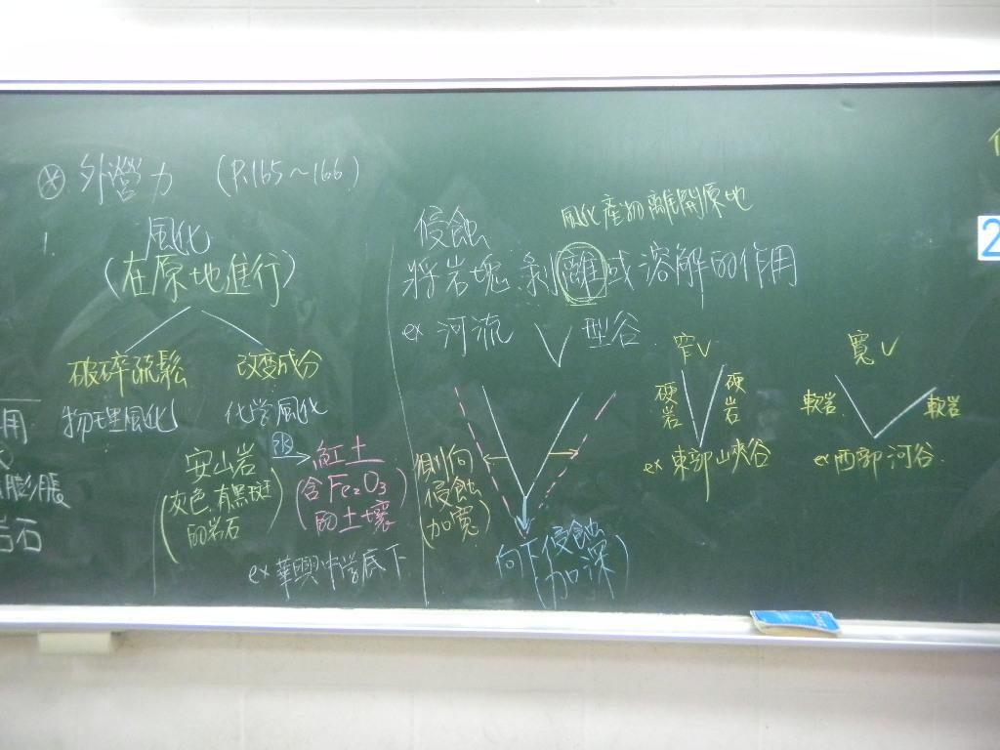 外營力 (P.165~166)
1. 風化
(在原地進行)
破碎疏鬆 改变成分
物理風化 化学風化
用
膨脹
岩石
安山岩
(灰色,有黑斑
的岩石)
水
紅土
(含Fe₂O₃
的土壤)
ex 華興中学底下
侵蝕
風化產物離開原地
將岩塊剥離或溶解的作用
ex 河流 V 型谷
側向
侵蝕
(加寬)
向下侵蝕
(加深)
窄V
硬岩 硬岩
ex 東部山峽谷
寬V
軟岩 軟岩
ex 西部河谷
2